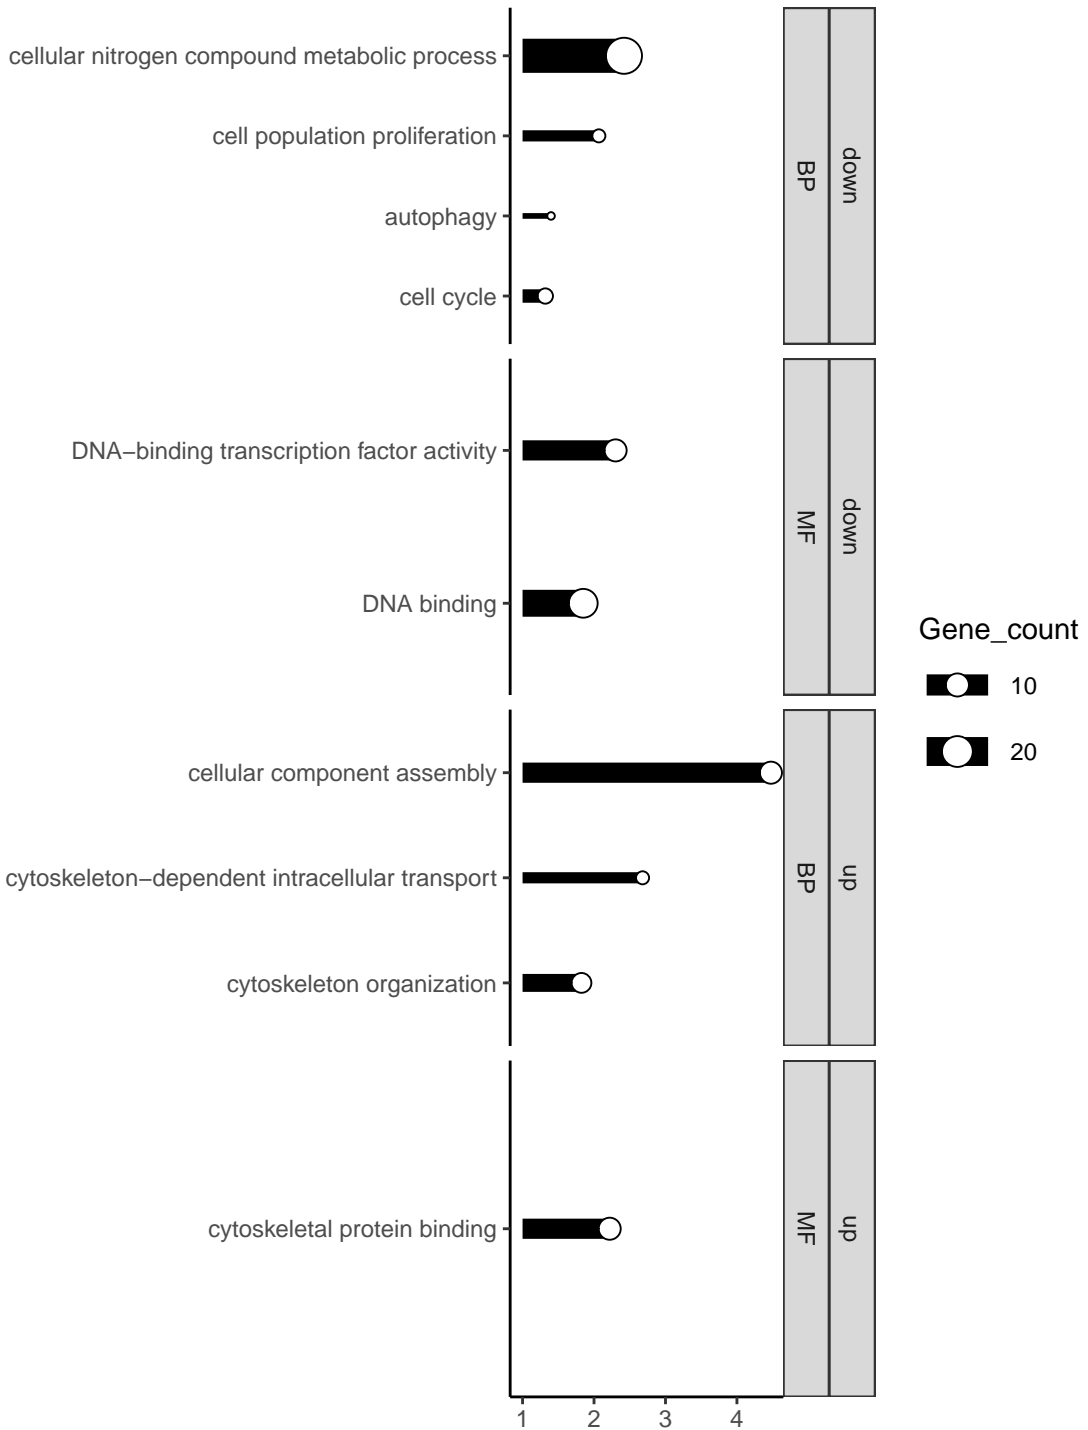 cellular nitrogen compound metabolic process
cell population proliferation
autophagy
cell cycle
BP
down
DNA−binding transcription factor activity
DNA binding
MF
down
cellular component assembly
cytoskeleton−dependent intracellular transport
cytoskeleton organization
BP
up
cytoskeletal protein binding
MF
up
1 2 3 4
Gene_count
10
20